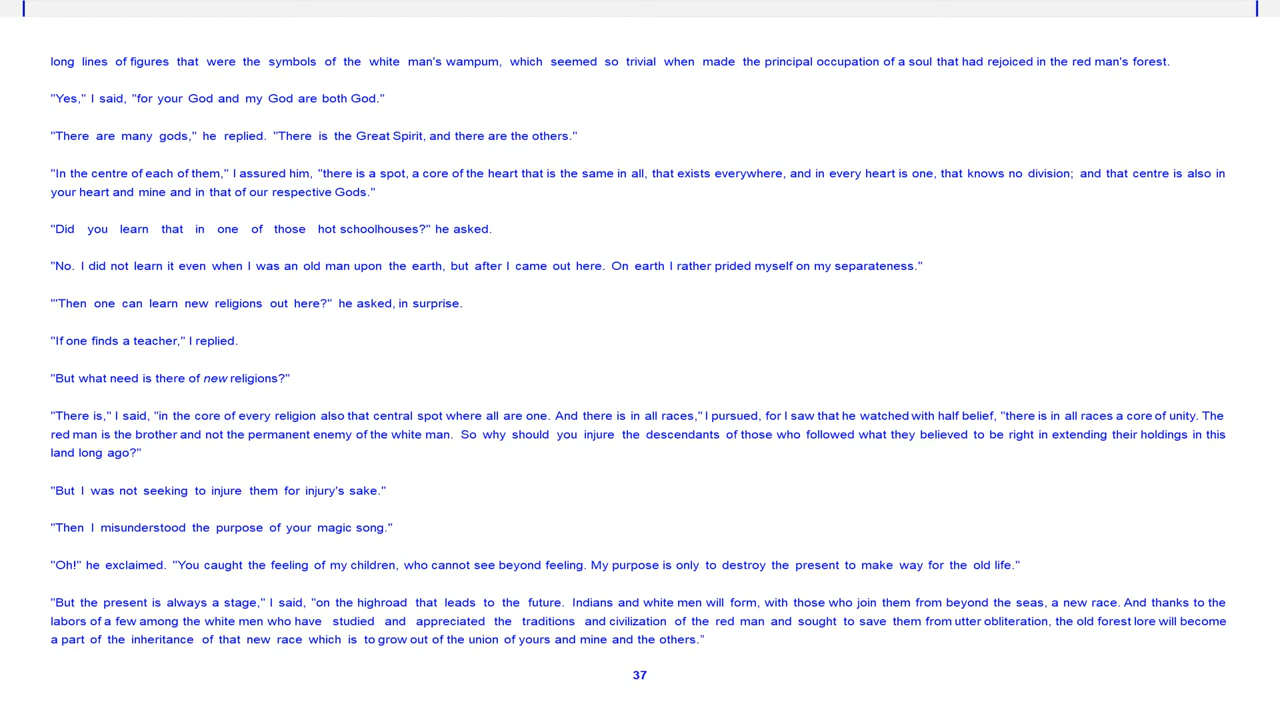 long lines of figures that were the symbols of the white man's wampum, which seemed so trivial when made the principal occupation of a soul that had rejoiced in the red man's forest.
"Yes," I said, "for your God and my God are both God."
"There are many gods," he replied. "There is the Great Spirit, and there are the others."
"In the centre of each of them," I assured him, "there is a spot, a core of the heart that is the same in all, that exists everywhere, and in every heart is one, that knows no division; and that centre is also in
your heart and mine and in that of our respective Gods."
"Did you learn that in one of those hot schoolhouses?" he asked.
"No. I did not learn it even when I was an old man upon the earth, but after I came out here. On earth I rather prided myself on my separateness."
"'Then one can learn new religions out here?" he asked, in surprise.
"If one finds a teacher," I replied.
"But what need is there of new religions?"
"There is," I said, "in the core of every religion also that central spot where all are one. And there is in all races," I pursued, for I saw that he watched with half belief, "there is in all races a core of unity. The
red man is the brother and not the permanent enemy of the white man. So why should you injure the descendants of those who followed what they believed to be right in extending their holdings in this
land long ago?"
"But I was not seeking to injure them for injury's sake."
"Then I misunderstood the purpose of your magic song."
"Oh!" he exclaimed. "You caught the feeling of my children, who cannot see beyond feeling. My purpose is only to destroy the present to make way for the old life."
"But the present is always a stage," I said, "on the highroad that leads to the future. Indians and white men will form, with those who join them from beyond the seas, a new race. And thanks to the
labors of a few among the white men who have studied and appreciated the traditions and civilization of the red man and sought to save them from utter obliteration, the old forest lore will become
a part of the inheritance of that new race which is to grow out of the union of yours and mine and the others."
37